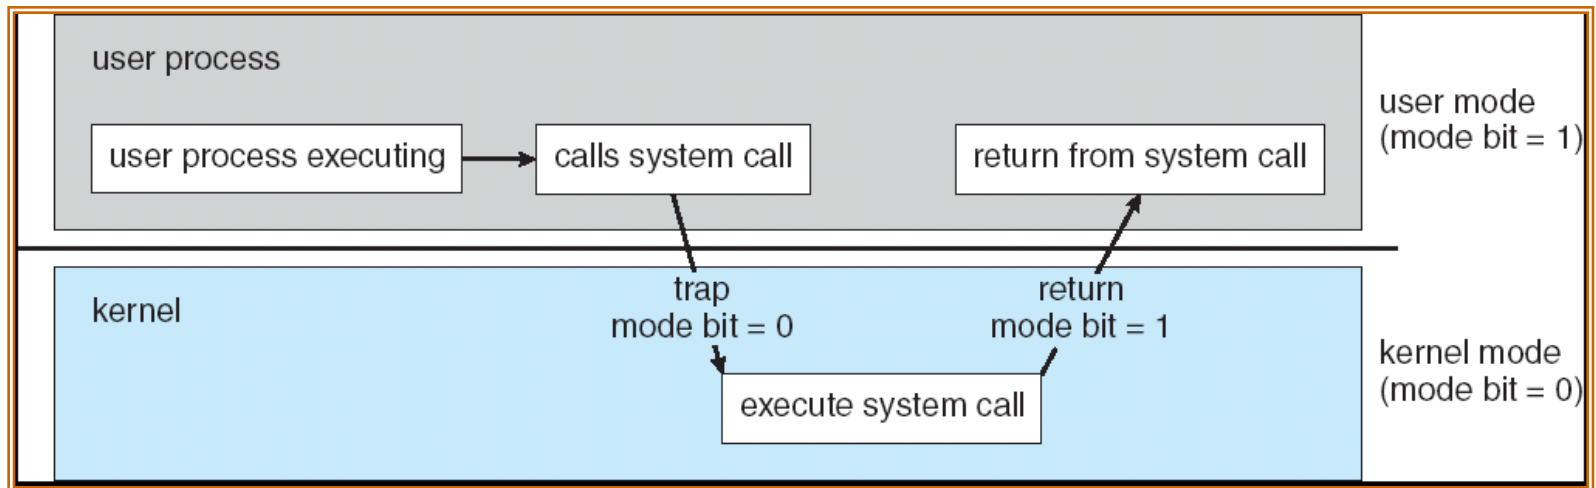 user process
user process executing
calls system call
return from system call
user mode
(mode bit = 1)
kernel
trap
mode bit = 0
return
mode bit = 1
execute system call
kernel mode
(mode bit = 0)